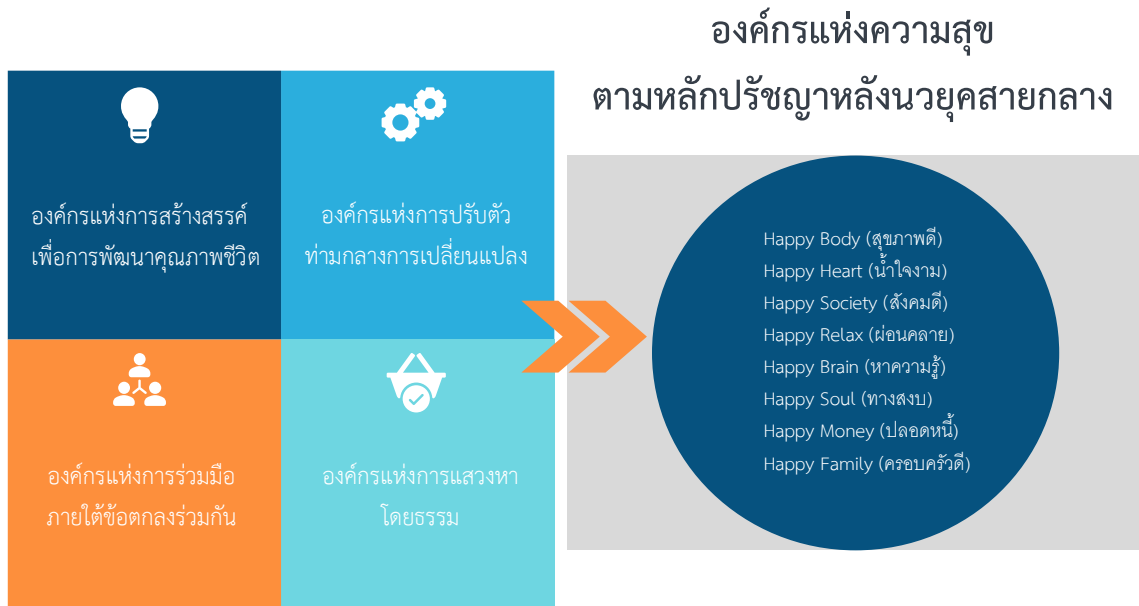 องค์กรแห่งความสุข
ตามหลักปรัชญาหลังนวยุคสายกลาง
องค์กรแห่งการสร้างสรรค์
เพื่อการพัฒนาคุณภาพชีวิต
องค์กรแห่งการปรับตัว
ท่ามกลางการเปลี่ยนแปลง
องค์กรแห่งการร่วมมือ
ภายใต้ข้อตกลงร่วมกัน
องค์กรแห่งการแสวงหา
โดยธรรม
Happy Body (สุขภาพดี)
Happy Heart (น้ำใจงาม)
Happy Society (สังคมดี)
Happy Relax (ผ่อนคลาย)
Happy Brain (หาความรู้)
Happy Soul (ทางสงบ)
Happy Money (ปลอดหนี้)
Happy Family (ครอบครัวดี)